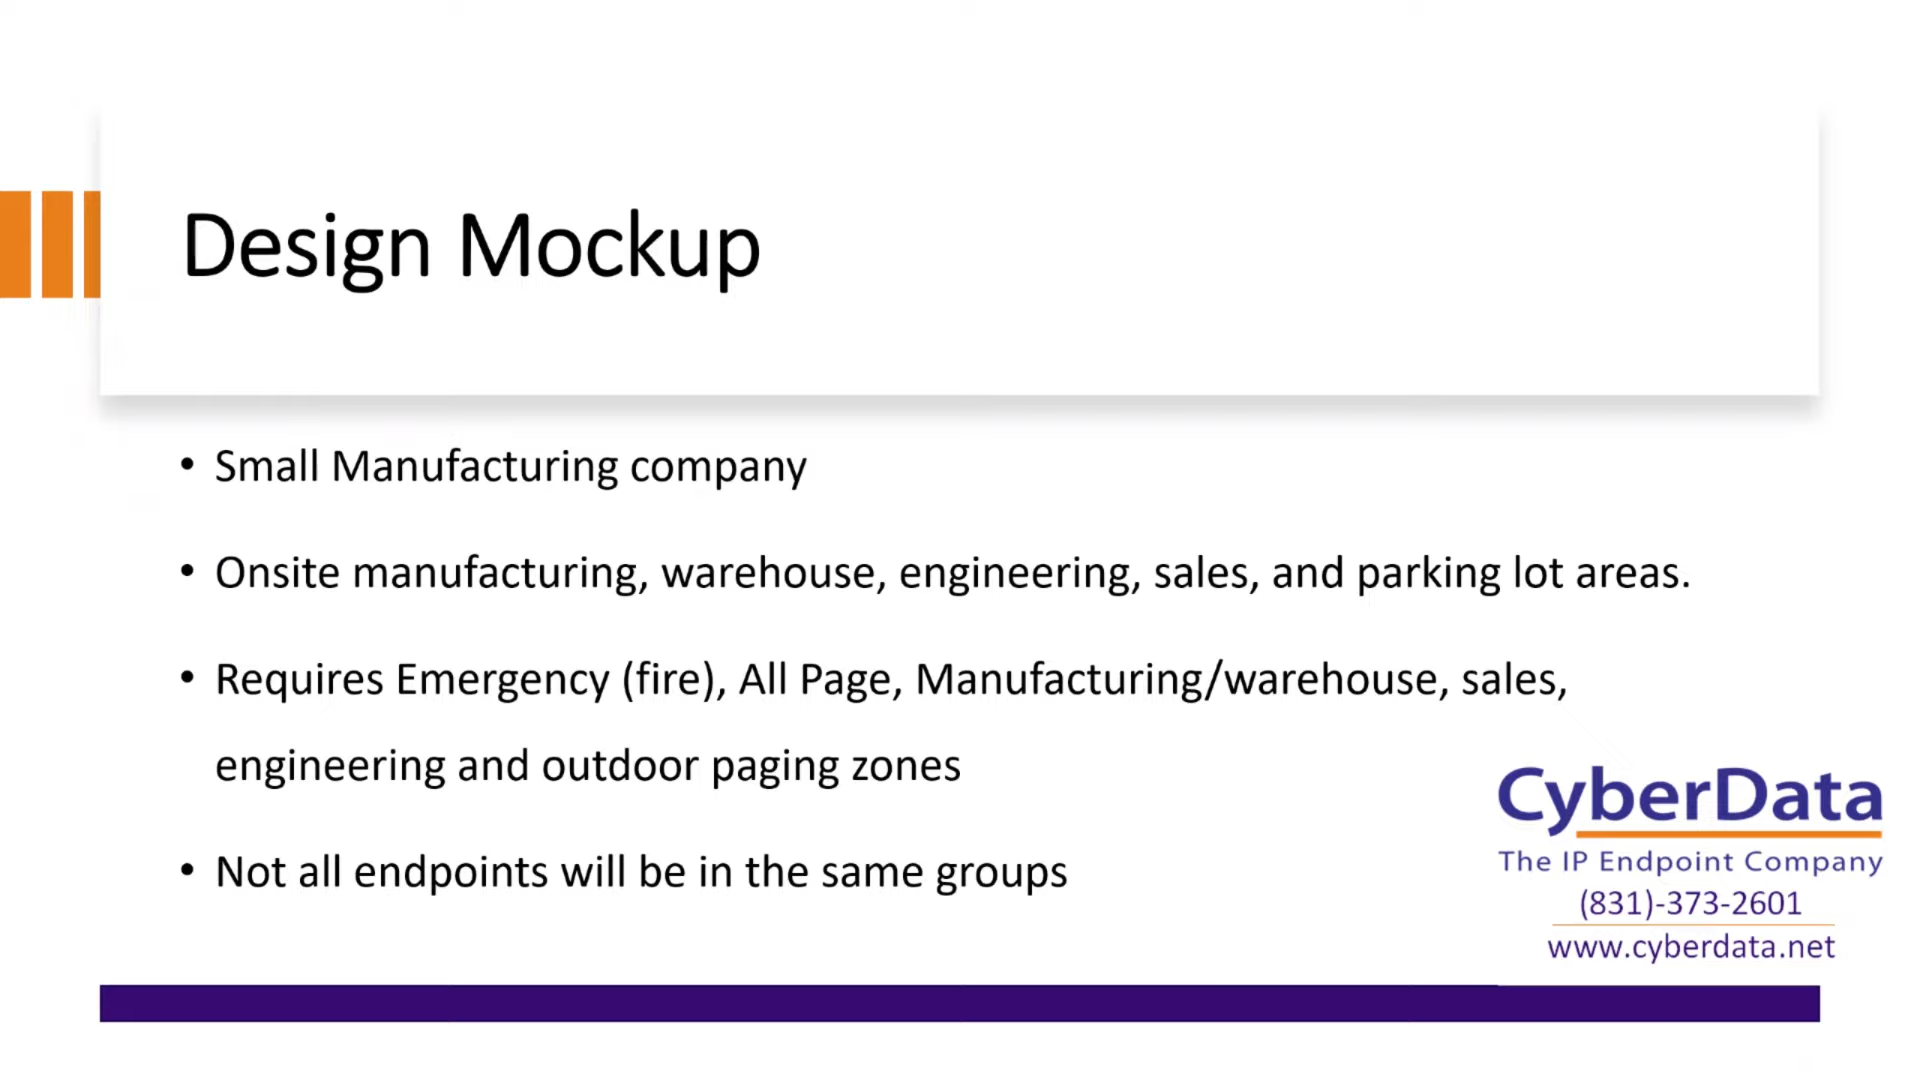 Design Mockup
• Small Manufacturing company
• Onsite manufacturing, warehouse, engineering, sales, and parking lot areas.
• Requires Emergency (fire), All Page, Manufacturing/warehouse, sales,
engineering and outdoor paging zones
• Not all endpoints will be in the same groups
CyberData
The IP Endpoint Company
(831)-373-2601
www.cyberdata.net